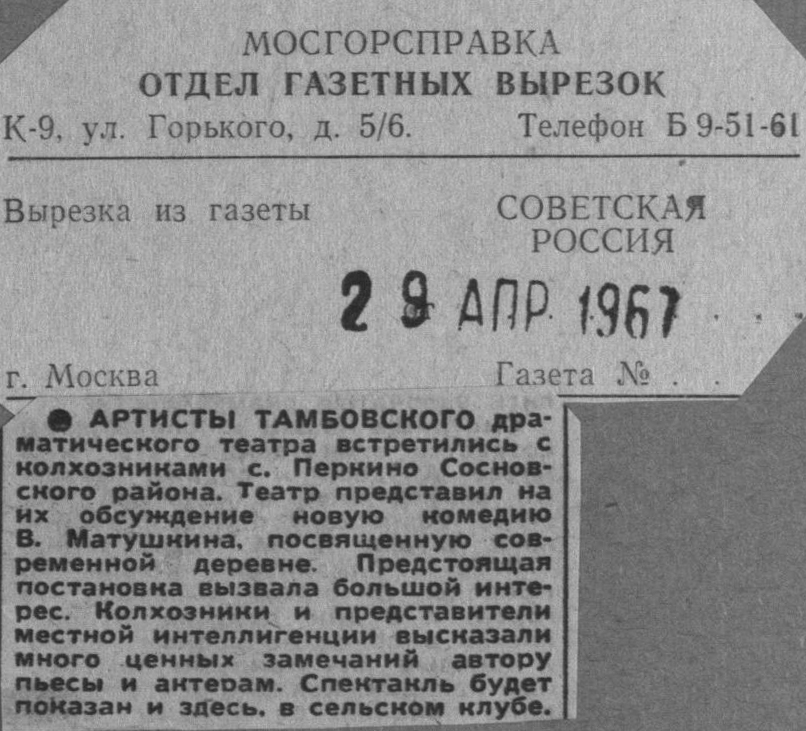 МОСГОРСПРАВКА
ОТДЕЛ ГАЗЕТНЫХ ВЫРЕЗОК
К-9, ул. Горького, д. 5/6. Телефон Б 9-51-61
Вырезка из газеты СОВЕТСКАЯ
РОССИЯ
от 29 АПР. 1967 . . .
г. Москва Газета № . .
● АРТИСТЫ ТАМБОВСКОГО дра-
матического театра встретились с
колхозниками с. Перкино Соснов-
ского района. Театр представил на
их обсуждение новую комедию
В. Матушкина, посвященную сов-
ременной деревне. Предстоящая
постановка вызвала большой инте-
рес. Колхозники и представители
местной интеллигенции высказали
много ценных замечаний автору
пьесы и актерам. Спектакль будет
показан и здесь, в сельском клубе.